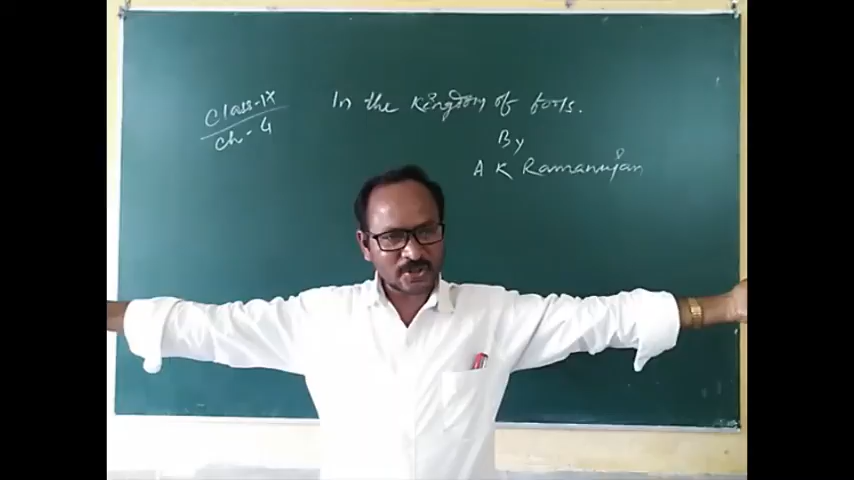 Class-IX
Ch-4
In the Kingdom of fools.
By
A K Ramanujan